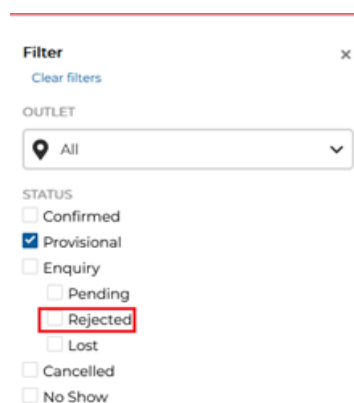 Filter
×
Clear filters
OUTLET
All
STATUS
Confirmed
Provisional
Enquiry
Pending
Rejected
Lost
Cancelled
No Show